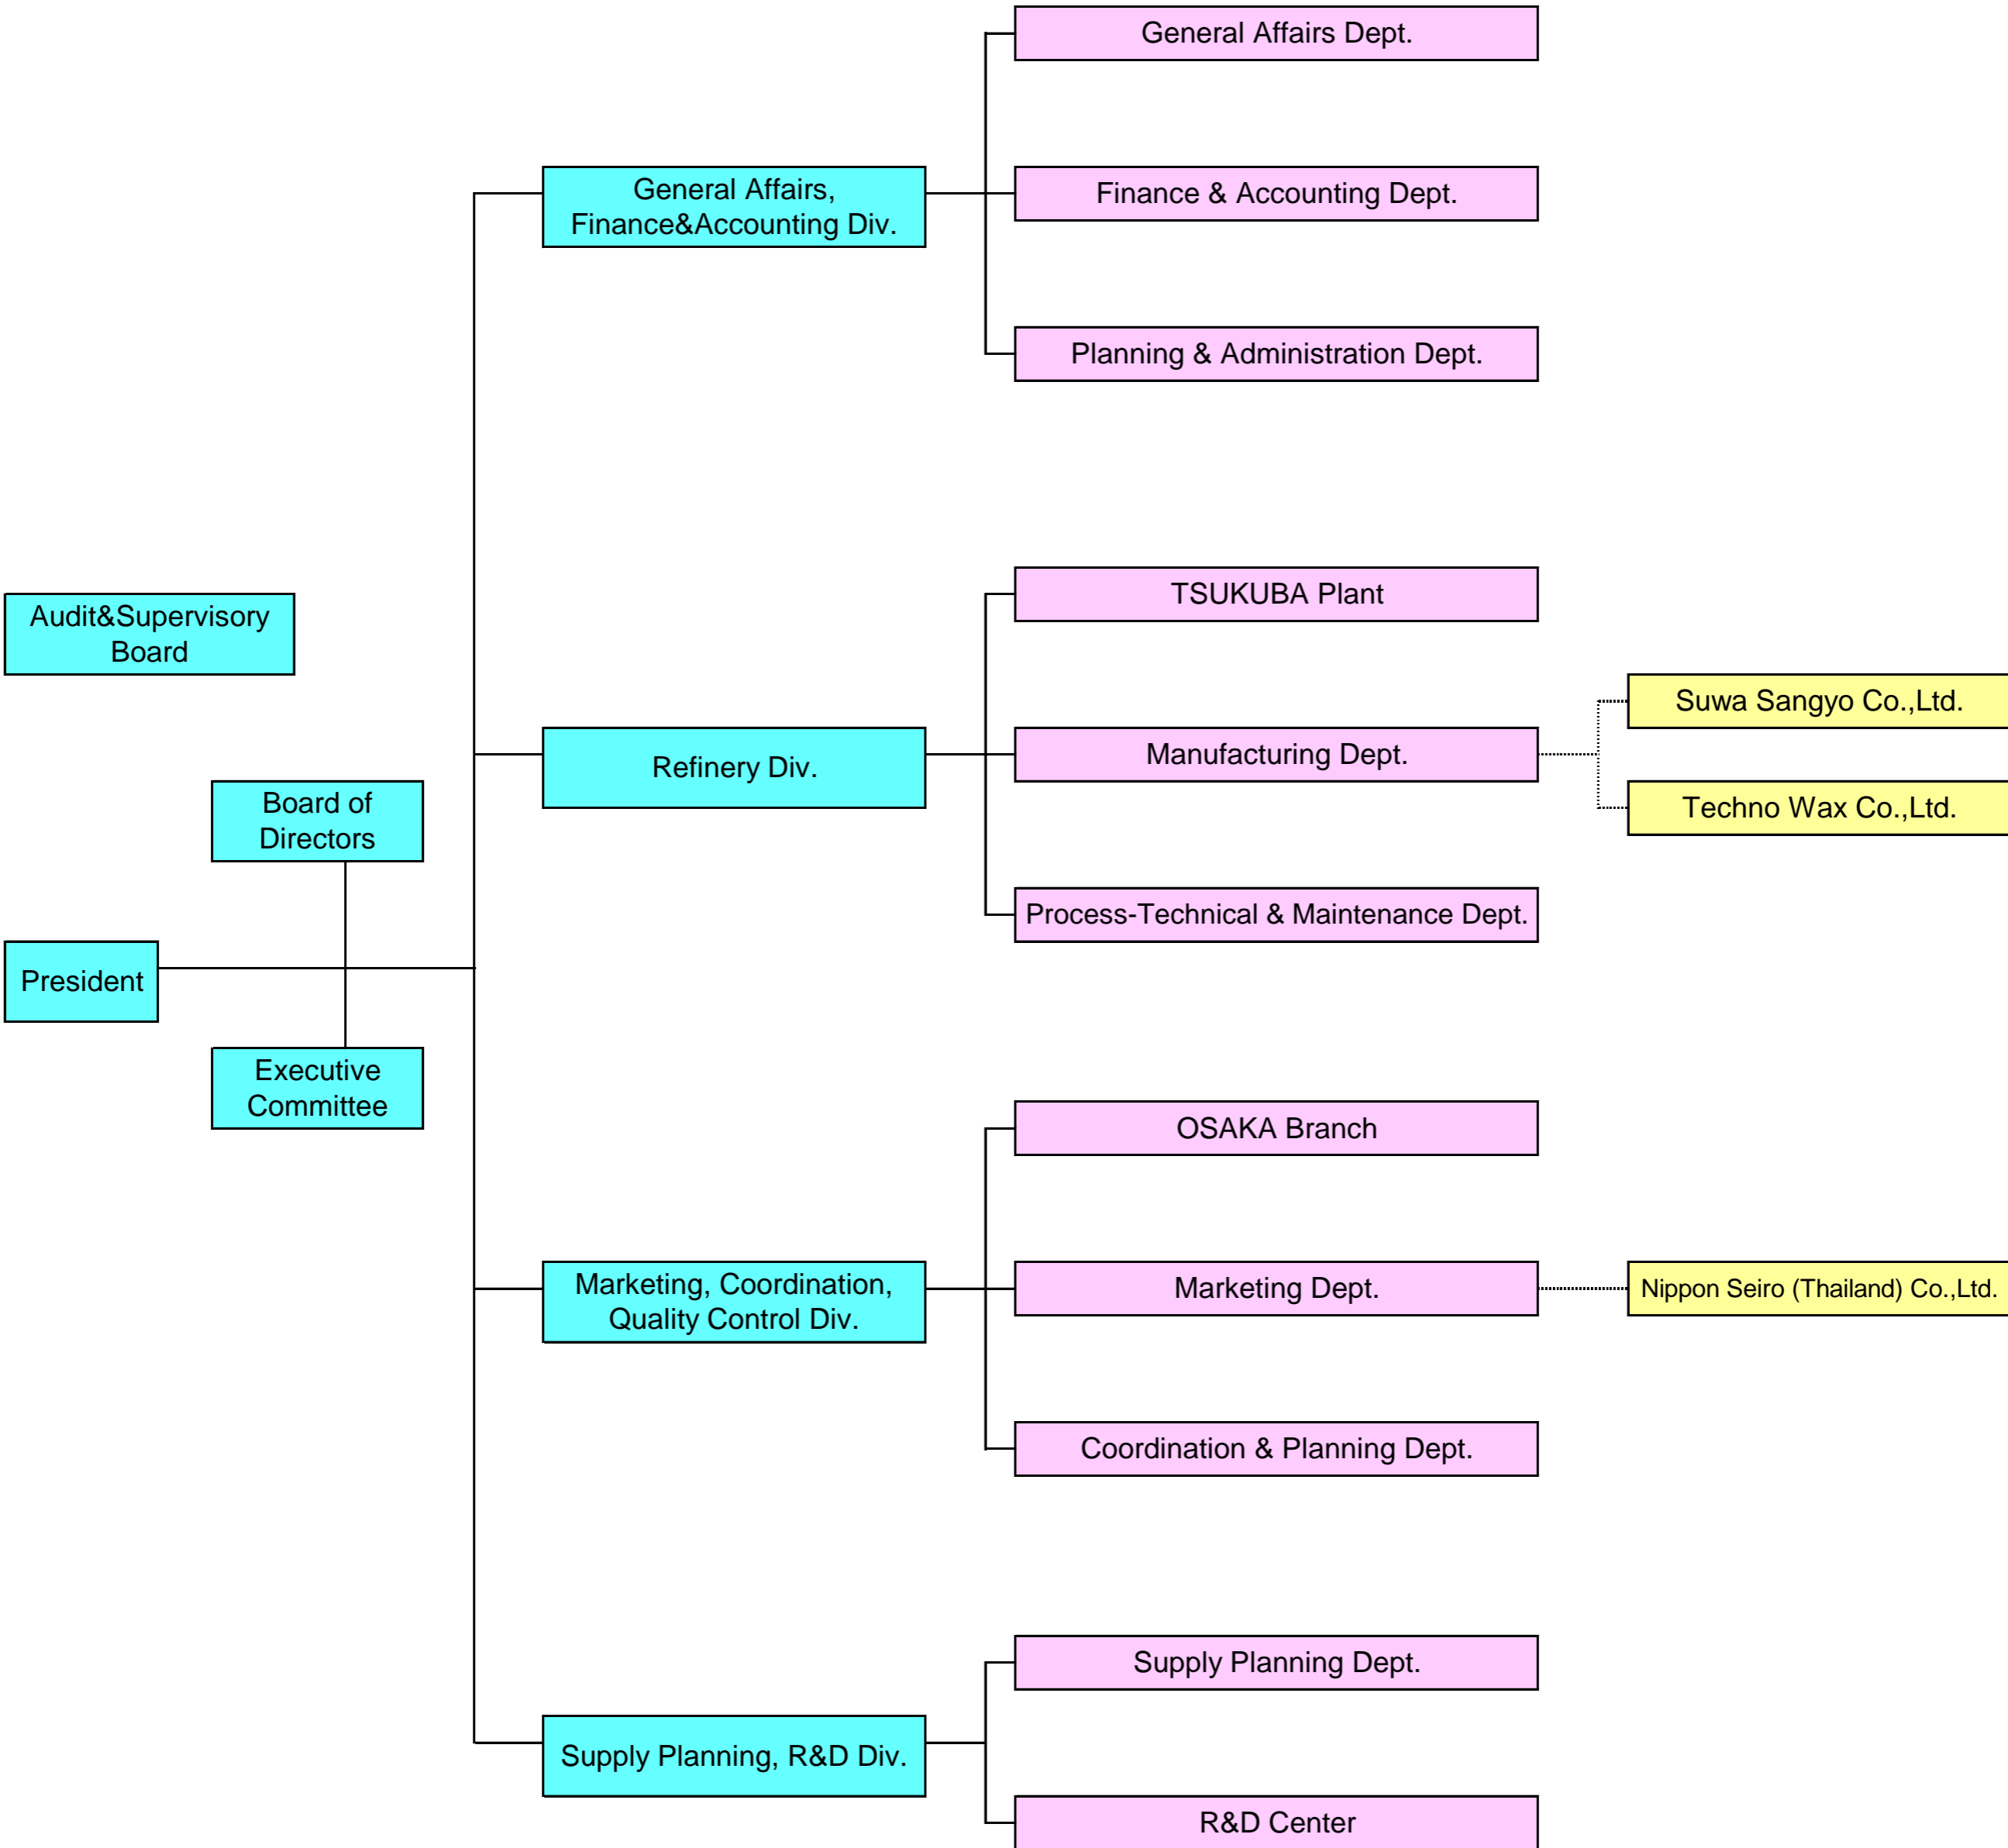 General Affairs Dept.
General Affairs,
Finance&Accounting Div.
Finance & Accounting Dept.
Planning & Administration Dept.
Audit&Supervisory
Board
TSUKUBA Plant
Refinery Div.
Manufacturing Dept.
Suwa Sangyo Co.,Ltd.
Techno Wax Co.,Ltd.
Process-Technical & Maintenance Dept.
Board of
Directors
President
Executive
Committee
OSAKA Branch
Marketing, Coordination,
Quality Control Div.
Marketing Dept.
Nippon Seiro (Thailand) Co.,Ltd.
Coordination & Planning Dept.
Supply Planning Dept.
Supply Planning, R&D Div.
R&D Center